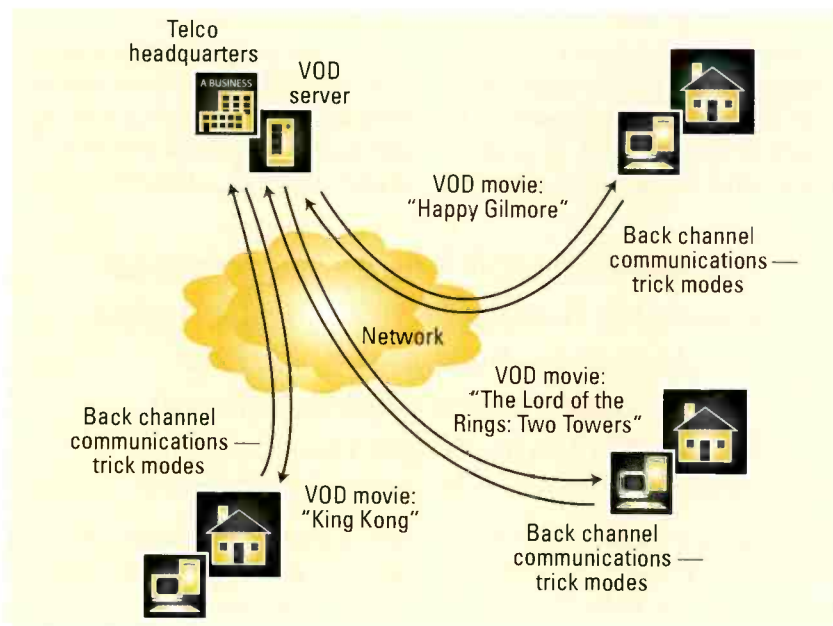 Telco
headquarters
A BUSINESS
VOD
server
VOD movie:
"Happy Gilmore"
Back channel
communications —
trick modes
Network
VOD movie:
"The Lord of the
Rings: Two Towers"
Back channel
communications —
trick modes
VOD movie:
"King Kong"
Back channel
communications —
trick modes